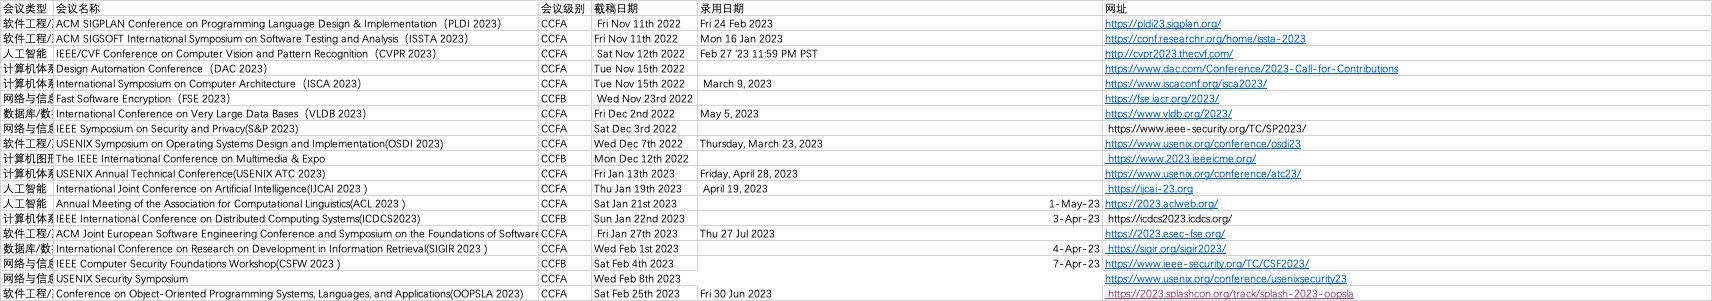 会议类型 会议名称 会议级别 截稿日期 录用日期 网址
软件工程/ ACM SIGPLAN Conference on Programming Language Design & Implementation（PLDI 2023） CCFA Fri Nov 11th 2022 Fri 24 Feb 2023 https://pldi23.sigplan.org/
软件工程/ ACM SIGSOFT International Symposium on Software Testing and Analysis（ISSTA 2023） CCFA Fri Nov 11th 2022 Mon 16 Jan 2023 https://conf.researchr.org/home/issta-2023
人工智能 IEEE/CVF Conference on Computer Vision and Pattern Recognition（CVPR 2023） CCFA Sat Nov 12th 2022 Feb 27 '23 11:59 PM PST http://cvpr2023.thecvf.com/
计算机体系 Design Automation Conference（DAC 2023） CCFA Tue Nov 15th 2022 https://www.dac.com/Conference/2023-Call-for-Contributions
计算机体系 International Symposium on Computer Architecture（ISCA 2023） CCFA Tue Nov 15th 2022 March 9, 2023 https://www.iscaconf.org/isca2023/
网络与信息 Fast Software Encryption（FSE 2023） CCFB Wed Nov 23rd 2022 https://fse.iacr.org/2023/
数据库/数 International Conference on Very Large Data Bases（VLDB 2023） CCFA Fri Dec 2nd 2022 May 5, 2023 https://www.vldb.org/2023/
网络与信息 IEEE Symposium on Security and Privacy(S&P 2023) CCFA Sat Dec 3rd 2022 https://www.ieee-security.org/TC/SP2023/
软件工程/ USENIX Symposium on Operating Systems Design and Implementation(OSDI 2023) CCFA Wed Dec 7th 2022 Thursday, March 23, 2023 https://www.usenix.org/conference/osdi23
计算机图形 The IEEE International Conference on Multimedia & Expo CCFB Mon Dec 12th 2022 https://www.2023.ieeeicme.org/
计算机体系 USENIX Annual Technical Conference(USENIX ATC 2023) CCFA Fri Jan 13th 2023 Friday, April 28, 2023 https://www.usenix.org/conference/atc23/
人工智能 International Joint Conference on Artificial Intelligence(IJCAI 2023 ) CCFA Thu Jan 19th 2023 April 19, 2023 https://ijcai-23.org
人工智能 Annual Meeting of the Association for Computational Linguistics(ACL 2023 ) CCFA Sat Jan 21st 2023 1-May-23 https://2023.aclweb.org/
计算机体系 IEEE International Conference on Distributed Computing Systems(ICDCS2023) CCFB Sun Jan 22nd 2023 3-Apr-23 https://icdcs2023.icdcs.org/
软件工程/ ACM Joint European Software Engineering Conference and Symposium on the Foundations of Software CCFA Fri Jan 27th 2023 Thu 27 Jul 2023 https://2023.esec-fse.org/
数据库/数 International Conference on Research on Development in Information Retrieval(SIGIR 2023 ) CCFA Wed Feb 1st 2023 4-Apr-23 https://sigir.org/sigir2023/
网络与信息 IEEE Computer Security Foundations Workshop(CSFW 2023 ) CCFB Sat Feb 4th 2023 7-Apr-23 https://www.ieee-security.org/TC/CSF2023/
网络与信息 USENIX Security Symposium CCFA Wed Feb 8th 2023 https://www.usenix.org/conference/usenixsecurity23
软件工程/ Conference on Object-Oriented Programming Systems, Languages, and Applications(OOPSLA 2023) CCFA Sat Feb 25th 2023 Fri 30 Jun 2023 https://2023.splashcon.org/track/splash-2023-oopsla